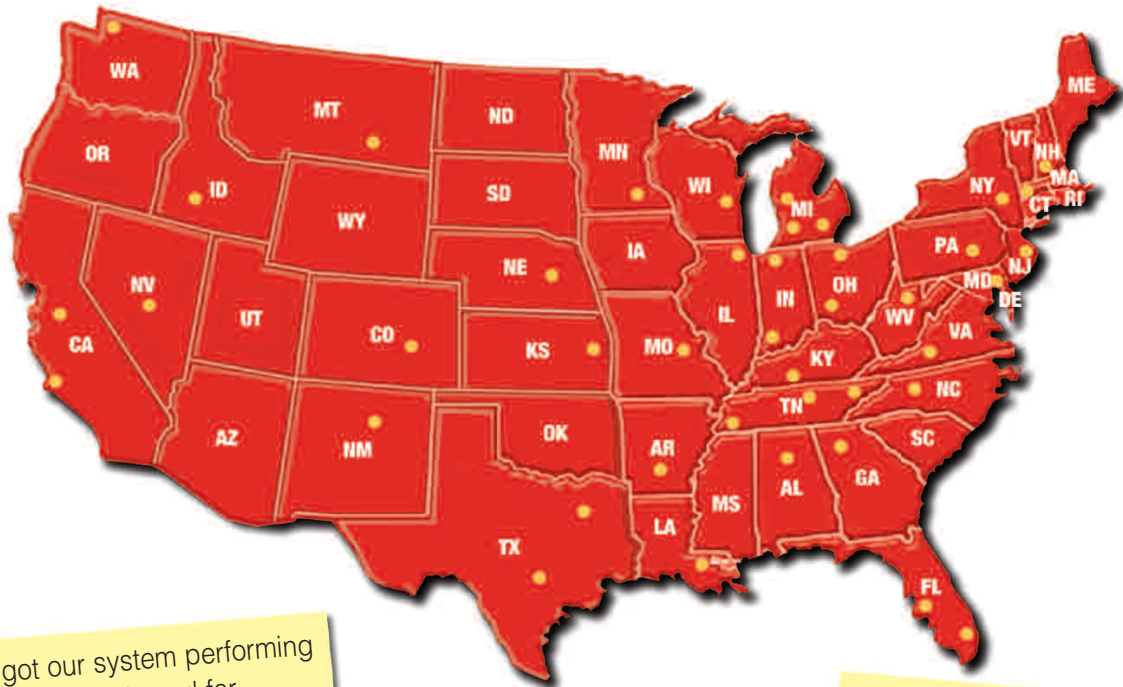 WA
MT
ND
MN
ME
VT
NH
OR
ID
SD
WI
MI
NY
MA
CT
RI
WY
IA
PA
NE
NJ
NV
OH
MD
IL
IN
DE
UT
CO
WV
VA
CA
KS
MO
KY
NC
TN
AZ
NM
OK
AR
SC
MS
AL
GA
LA
TX
FL
got our system performing